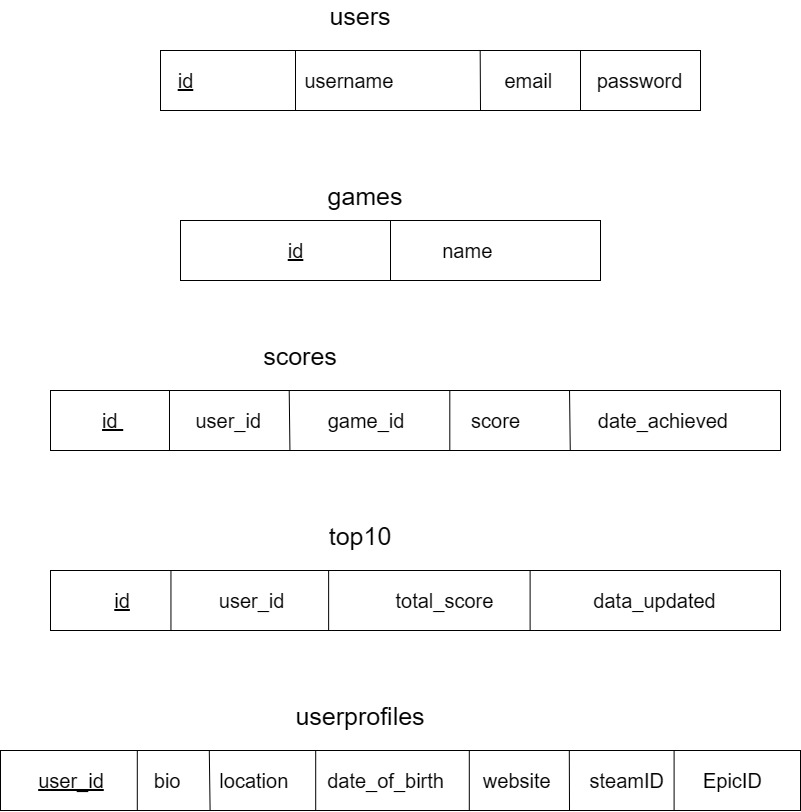 users
id username email password
games
id name
scores
id user_id game_id score date_achieved
top10
id user_id total_score data_updated
userprofiles
user_id bio location date_of_birth website steamID EpicID